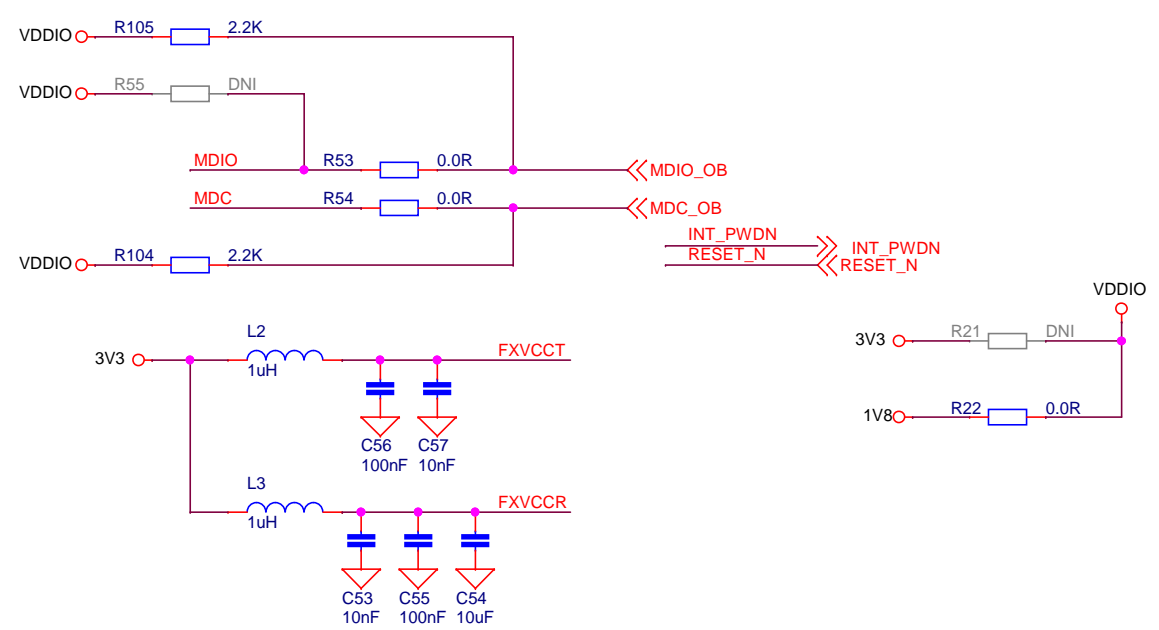 VDDIO R105 2.2K
VDDIO R55 DNI
MDIO R53 0.0R MDIO_OB
MDC R54 0.0R MDC_OB
INT_PWDN INT_PWDN
RESET_N RESET_N
VDDIO R104 2.2K
VDDIO
3V3 R21 DNI
1V8 R22 0.0R
3V3 L2 FXVCCT
1uH
C56 C57
100nF 10nF
L3 FXVCCR
1uH
C53 C55 C54
10nF 100nF 10uF